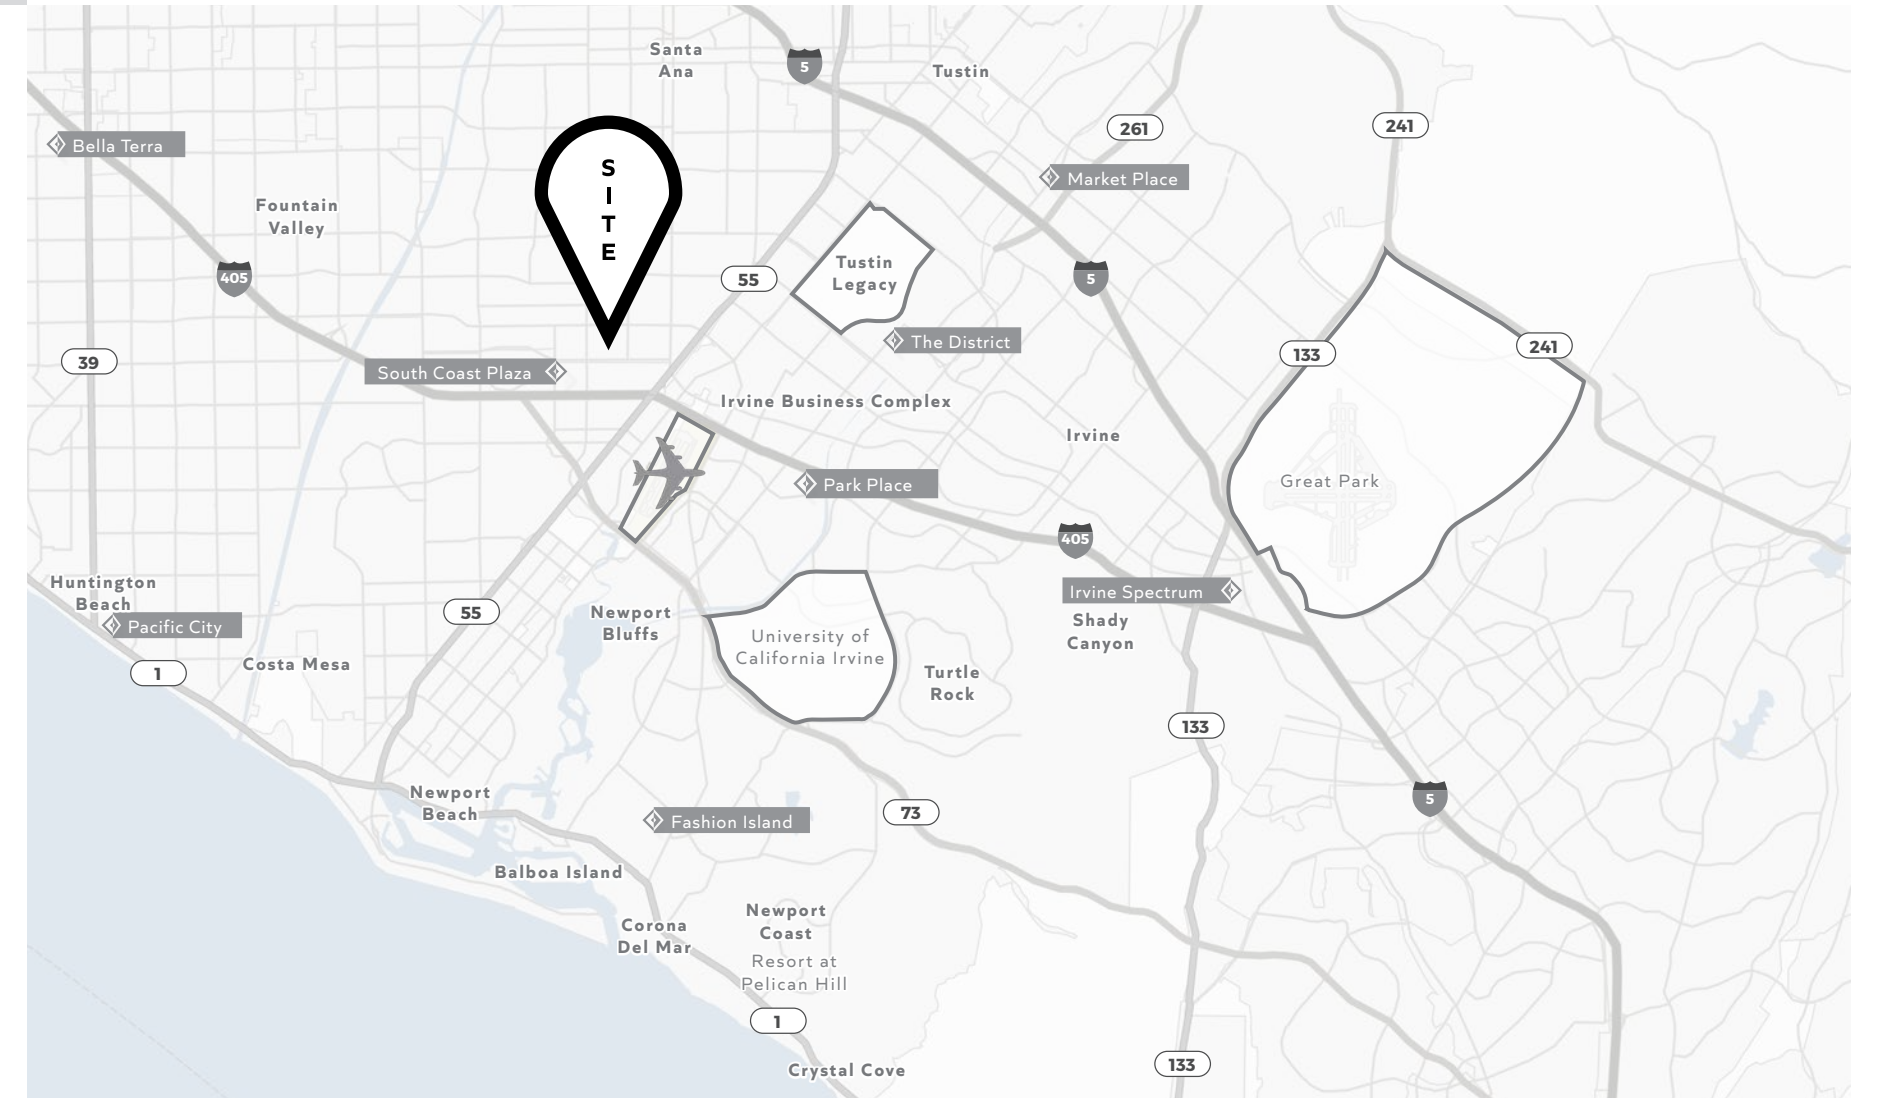 Santa
Ana
5
Tustin
261
241
Bella Terra
S
I
T
E
Market Place
Fountain
Valley
405
55
Tustin
Legacy
5
The District
133
241
39
South Coast Plaza
Irvine Business Complex
Irvine
Park Place
Great Park
405
Huntington
Beach
Pacific City
55
Newport
Bluffs
Irvine Spectrum
Shady
Canyon
University of
California Irvine
Costa Mesa
1
Turtle
Rock
133
Newport
Beach
Fashion Island
73
5
Balboa Island
Corona
Del Mar
Newport
Coast
Resort at
Pelican Hill
1
Crystal Cove
133